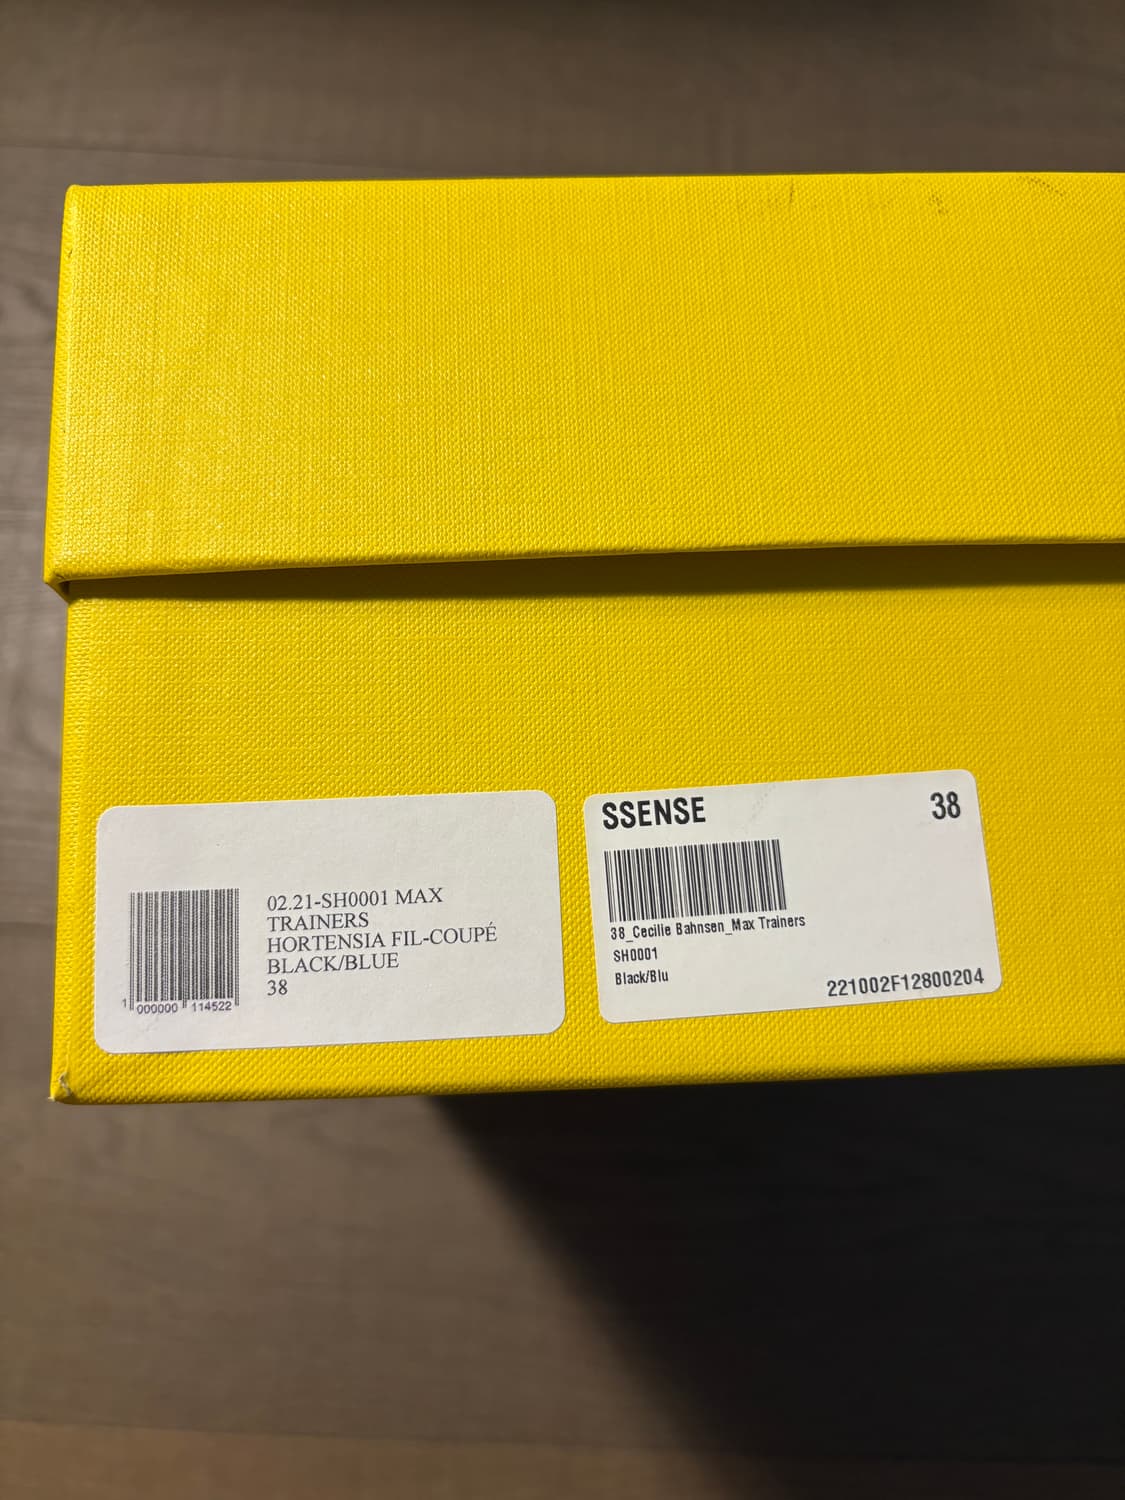 02.21-SH0001 MAX
TRAINERS
HORTENSIA FIL-COUPÉ
BLACK/BLUE
38
1 000000 114522
SSENSE
38
38_Cecilie Bahnsen_Max Trainers
SH0001
Black/Blu
221002F12800204